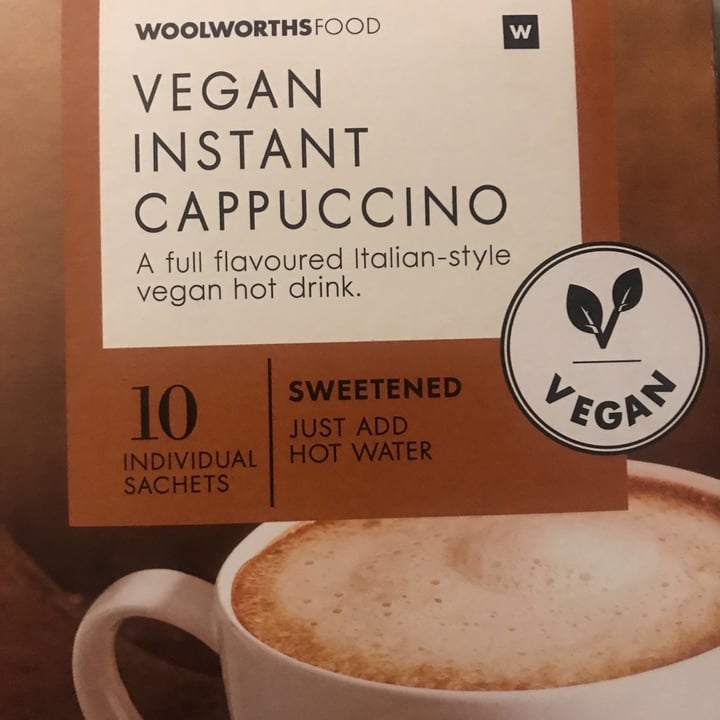 WOOLWORTHSFOOD
W
VEGAN
INSTANT
CAPPUCCINO
A full flavoured Italian-style
vegan hot drink.
VEGAN
10
INDIVIDUAL
SACHETS
SWEETENED
JUST ADD
HOT WATER